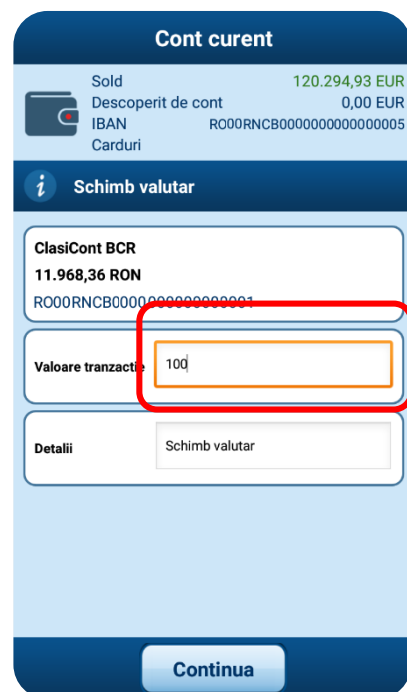 Cont curent
Sold 120.294,93 EUR
Descoperit de cont 0,00 EUR
IBAN RO00RNCB0000000000000005
Carduri
i Schimb valutar
ClasiCont BCR
11.968,36 RON
RO00RNCB0000000000000001
Valoare tranzactie 100
Detalii Schimb valutar
Continua